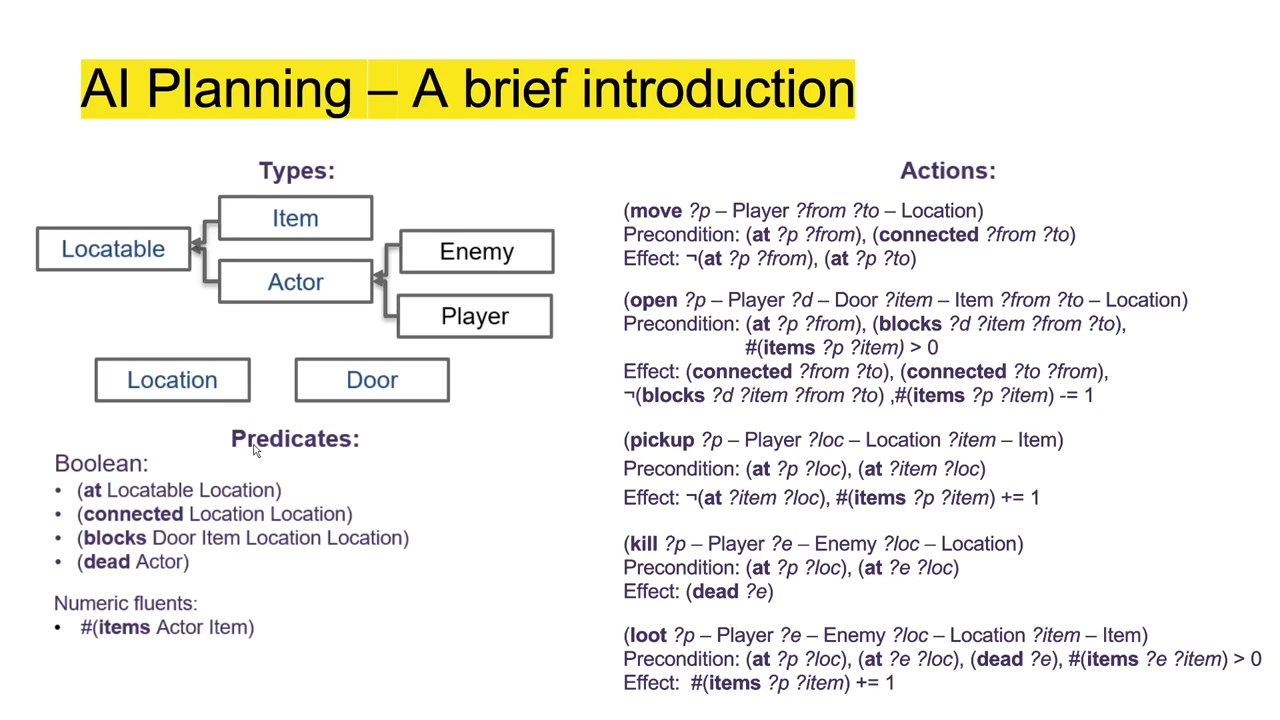 AI Planning – A brief introduction
Types:
Item
Locatable
Enemy
Actor
Player
Location
Door
Predicates:
Boolean:
• (at Locatable Location)
• (connected Location Location)
• (blocks Door Item Location Location)
• (dead Actor)
Numeric fluents:
• #(items Actor Item)
Actions:
(move ?p – Player ?from ?to – Location)
Precondition: (at ?p ?from), (connected ?from ?to)
Effect: ¬(at ?p ?from), (at ?p ?to)
(open ?p – Player ?d – Door ?item – Item ?from ?to – Location)
Precondition: (at ?p ?from), (blocks ?d ?item ?from ?to),
#(items ?p ?item) > 0
Effect: (connected ?from ?to), (connected ?to ?from),
¬(blocks ?d ?item ?from ?to) ,#(items ?p ?item) -= 1
(pickup ?p – Player ?loc – Location ?item – Item)
Precondition: (at ?p ?loc), (at ?item ?loc)
Effect: ¬(at ?item ?loc), #(items ?p ?item) += 1
(kill ?p – Player ?e – Enemy ?loc – Location)
Precondition: (at ?p ?loc), (at ?e ?loc)
Effect: (dead ?e)
(loot ?p – Player ?e – Enemy ?loc – Location ?item – Item)
Precondition: (at ?p ?loc), (at ?e ?loc), (dead ?e), #(items ?e ?item) > 0
Effect: #(items ?p ?item) += 1